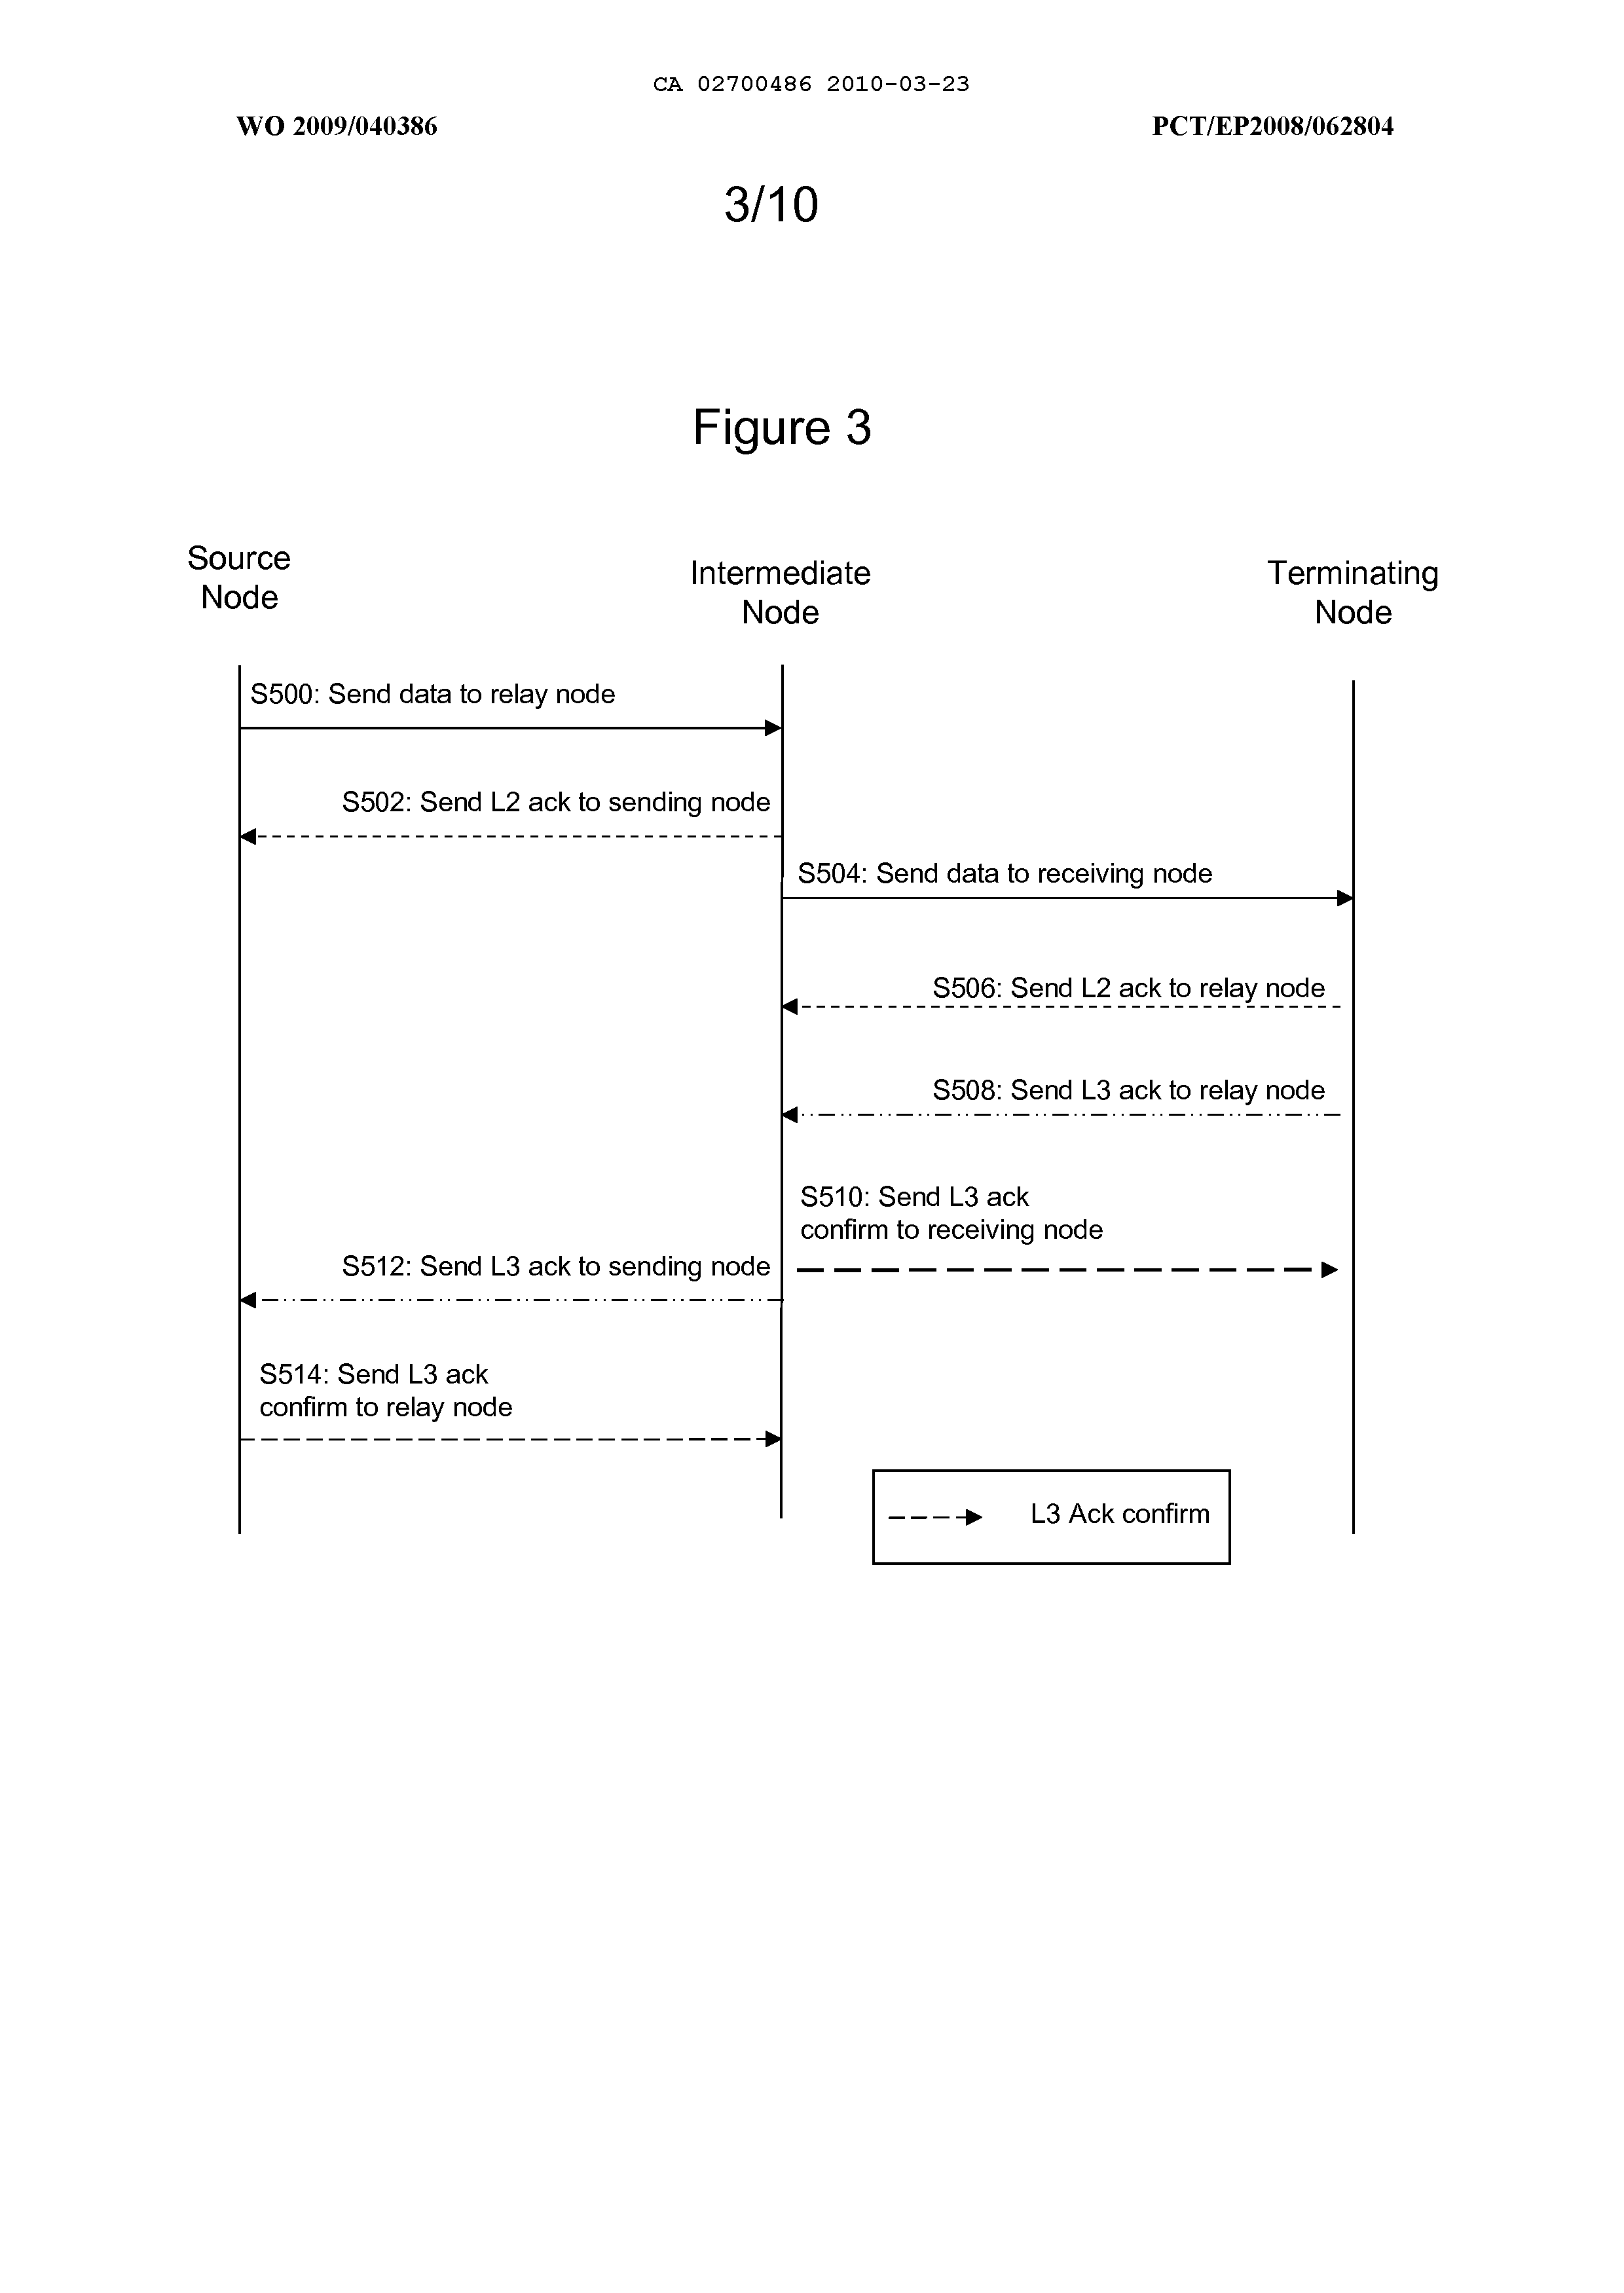 CA 02700486 2010-03-23
WO 2009/040386
PCT/EP2008/062804
3/10
Figure 3
Source
Node
Intermediate
Node
Terminating
Node
S500: Send data to relay node
S502: Send L2 ack to sending node
S504: Send data to receiving node
S506: Send L2 ack to relay node
S508: Send L3 ack to relay node
S510: Send L3 ack
confirm to receiving node
S512: Send L3 ack to sending node
S514: Send L3 ack
confirm to relay node
L3 Ack confirm